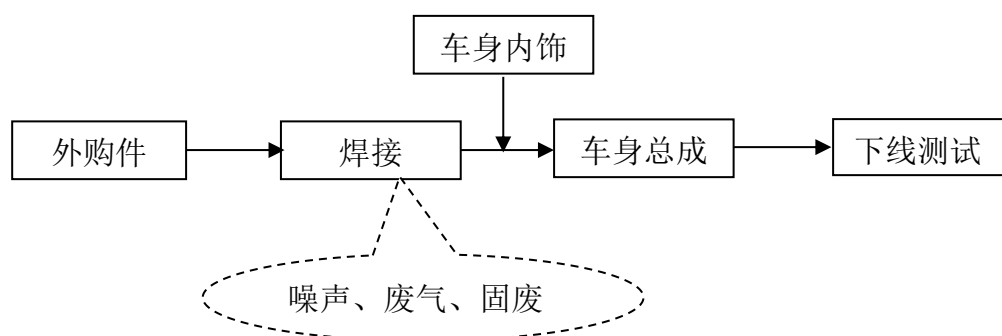 车身内饰
外购件
焊接
车身总成
下线测试
噪声、废气、固废